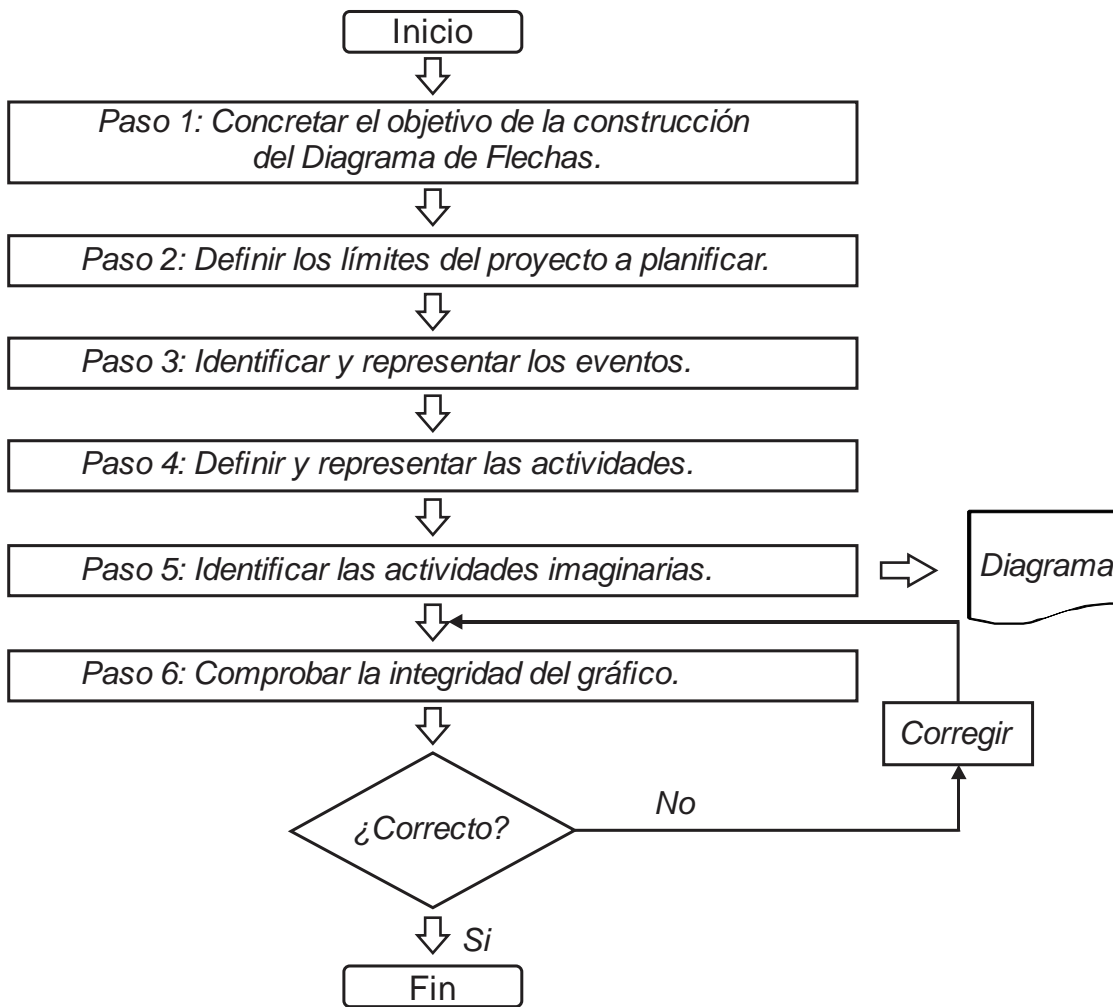 Inicio
Paso 1: Concretar el objetivo de la construcción
del Diagrama de Flechas.
Paso 2: Definir los límites del proyecto a planificar.
Paso 3: Identificar y representar los eventos.
Paso 4: Definir y representar las actividades.
Paso 5: Identificar las actividades imaginarias.
Diagrama
Paso 6: Comprobar la integridad del gráfico.
Corregir
¿Correcto?
No
Si
Fin